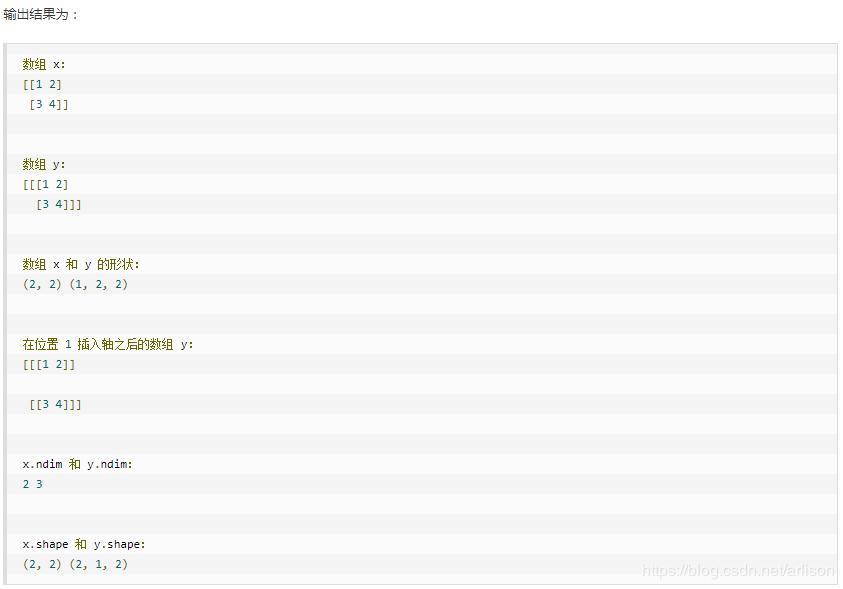 输出结果为：
数组 x:
[[1 2]
 [3 4]]
数组 y:
[[[1 2]
  [3 4]]]
数组 x 和 y 的形状:
(2, 2) (1, 2, 2)
在位置 1 插入轴之后的数组 y:
[[[1 2]]
 [[3 4]]]
x.ndim 和 y.ndim:
2 3
x.shape 和 y.shape:
(2, 2) (2, 1, 2)
https://blog.csdn.net/arlison